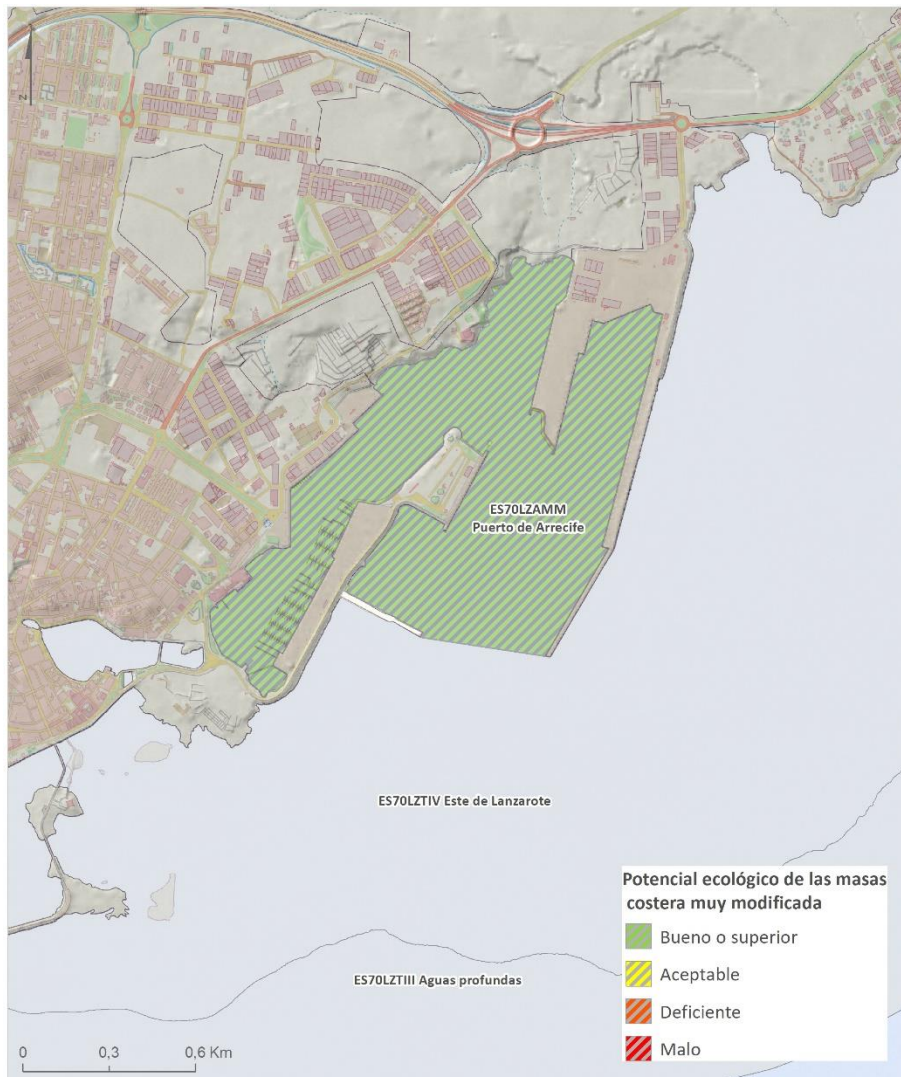 N
ES70LZAMM
Puerto de Arrecife
ES70LZTIV Este de Lanzarote
Potencial ecológico de las masas
costera muy modificada
Bueno o superior
Aceptable
Deficiente
Malo
ES70LZTIII Aguas profundas
0 0,3 0,6 Km